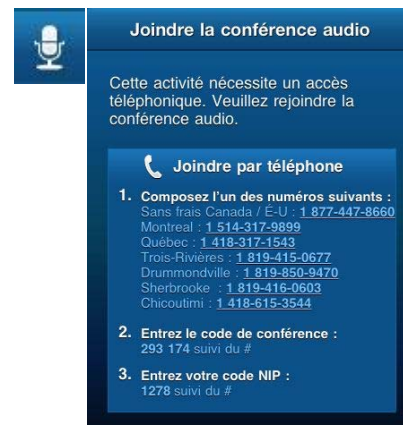 Joindre la conférence audio
Cette activité nécessite un accès
téléphonique. Veuillez rejoindre la
conférence audio.
Joindre par téléphone
1. Composez l'un des numéros suivants :
Sans frais Canada / É-U : 1 877-447-8660
Montreal : 1 514-317-9899
Québec : 1 418-317-1543
Trois-Rivières : 1 819-415-0677
Drummondville : 1 819-850-9470
Sherbrooke : 1 819-416-0603
Chicoutimi : 1 418-615-3544
2. Entrez le code de conférence :
293 174 suivi du #
3. Entrez votre code NIP :
1278 suivi du #